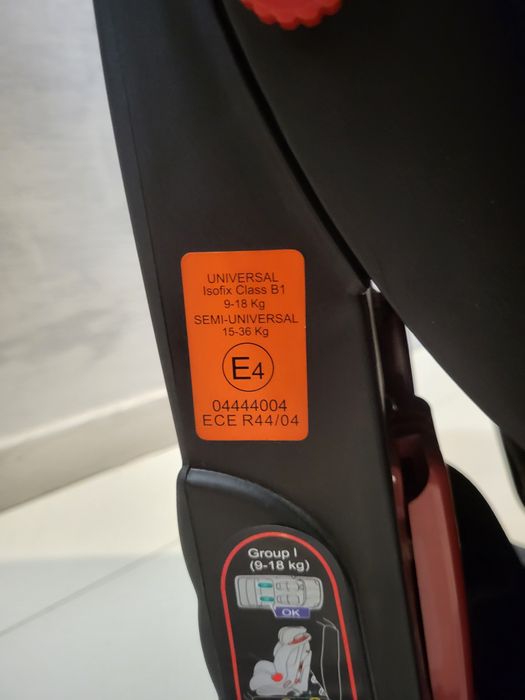 UNIVERSAL
Isofix Class B1
9-18 Kg
SEMI-UNIVERSAL
15-36 Kg
E4
04444004
ECE R44/04
Group I
(9-18 kg)
OK